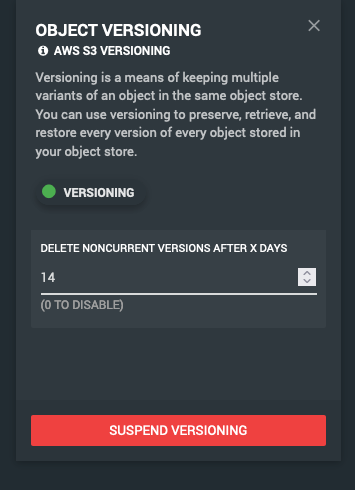 OBJECT VERSIONING
AWS S3 VERSIONING
Versioning is a means of keeping multiple
variants of an object in the same object store.
You can use versioning to preserve, retrieve, and
restore every version of every object stored in
your object store.
VERSIONING
DELETE NONCURRENT VERSIONS AFTER X DAYS
14
(0 TO DISABLE)
SUSPEND VERSIONING